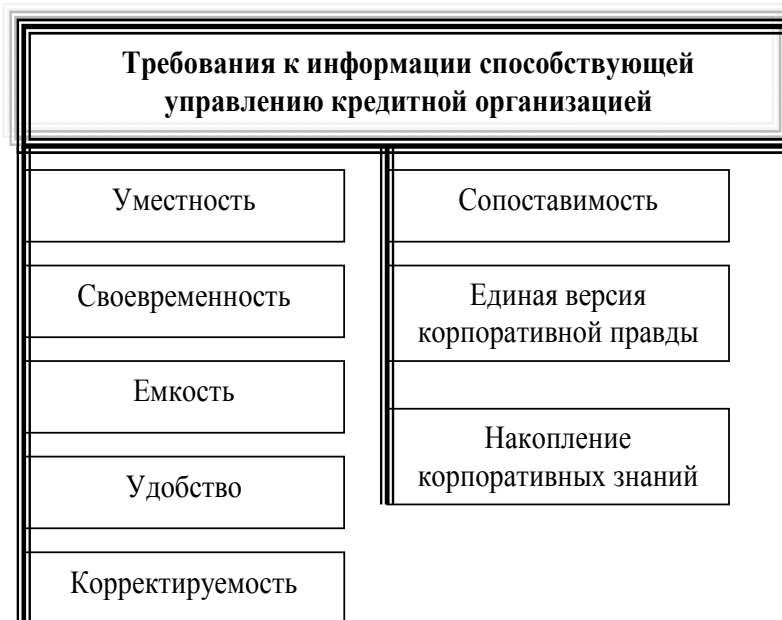 Требования к информации способствующей
управлению кредитной организацией
Уместность
Своевременность
Емкость
Удобство
Корректируемость
Сопоставимость
Единая версия
корпоративной правды
Накопление
корпоративных знаний